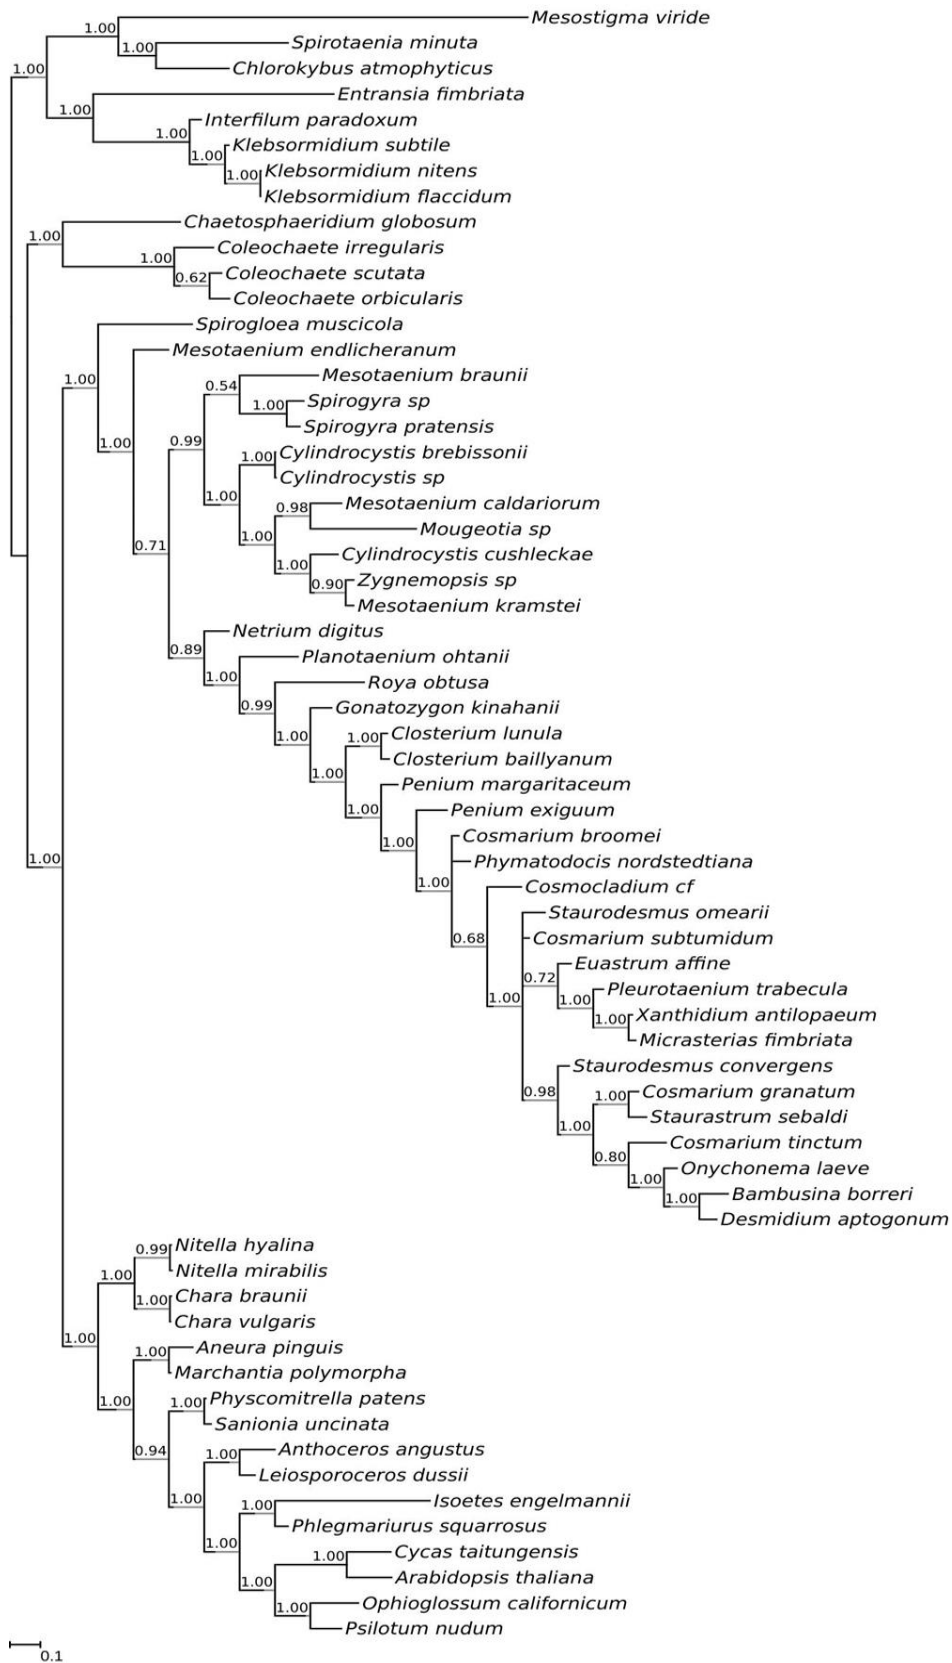 Mesostigma viride
1.00
Spirotaenia minuta
1.00
Chlorokybus atmophyticus
1.00
Entransia fimbriata
1.00
Interfilum paradoxum
1.00
Klebsormidium subtile
1.00
Klebsormidium nitens
1.00
Klebsormidium flaccidum
Chaetosphaeridium globosum
1.00
Coleochaete irregularis
1.00
Coleochaete scutata
0.62
Coleochaete orbicularis
Spirogloea muscicola
Mesotaenium endlicheranum
1.00
Mesotaenium braunii
0.54
Spirogyra sp
1.00
Spirogyra pratensis
0.99
1.00
Cylindrocystis brebissonii
1.00
Cylindrocystis sp
1.00
Mesotaenium caldariorum
0.98
Mougeotia sp
1.00
0.71
Cylindrocystis cushleckae
1.00
Zygnemopsis sp
0.90
Mesotaenium kramstei
Netrium digitus
0.89
Planotaenium ohtanii
1.00
Roya obtusa
0.99
Gonatozygon kinahanii
1.00
Closterium lunula
1.00
Closterium baillyanum
1.00
Penium margaritaceum
1.00
Penium exiguum
1.00
Cosmarium broomei
Phymatodocis nordstedtiana
1.00
1.00
Cosmocladium cf
Staurodesmus omearii
0.68
Cosmarium subtumidum
Euastrum affine
0.72
Pleurotaenium trabecula
1.00
1.00
Xanthidium antilopaeum
1.00
Micrasterias fimbriata
Staurodesmus convergens
0.98
Cosmarium granatum
1.00
Staurastrum sebaldi
1.00
Cosmarium tinctum
0.80
Onychonema laeve
1.00
Bambusina borreri
1.00
Desmidium aptogonum
Nitella hyalina
0.99
Nitella mirabilis
1.00
Chara braunii
1.00
Chara vulgaris
1.00
Aneura pinguis
1.00
Marchantia polymorpha
1.00
Physcomitrella patens
1.00
Sanionia uncinata
0.94
Anthoceros angustus
1.00
Leiosporoceros dussii
1.00
Isoetes engelmannii
1.00
Phlegmariurus squarrosus
1.00
Cycas taitungensis
1.00
Arabidopsis thaliana
1.00
Ophioglossum californicum
1.00
Psilotum nudum
0.1